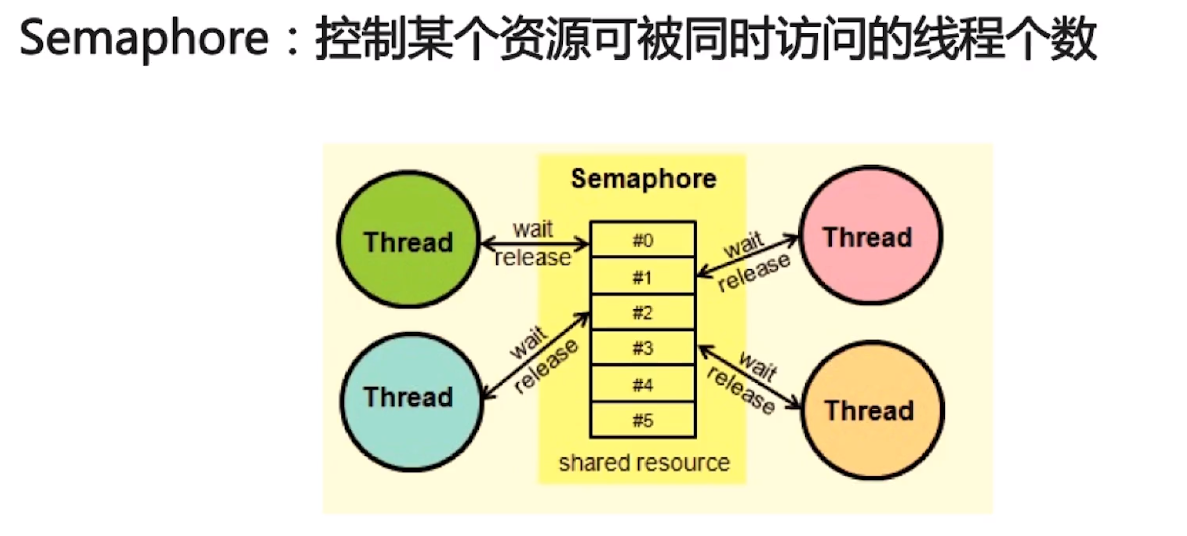 Semaphore：控制某个资源可被同时访问的线程个数
Semaphore
Thread
wait
release
#0
#1
#2
#3
#4
#5
wait
release
Thread
Thread
wait
release
wait
release
Thread
shared resource